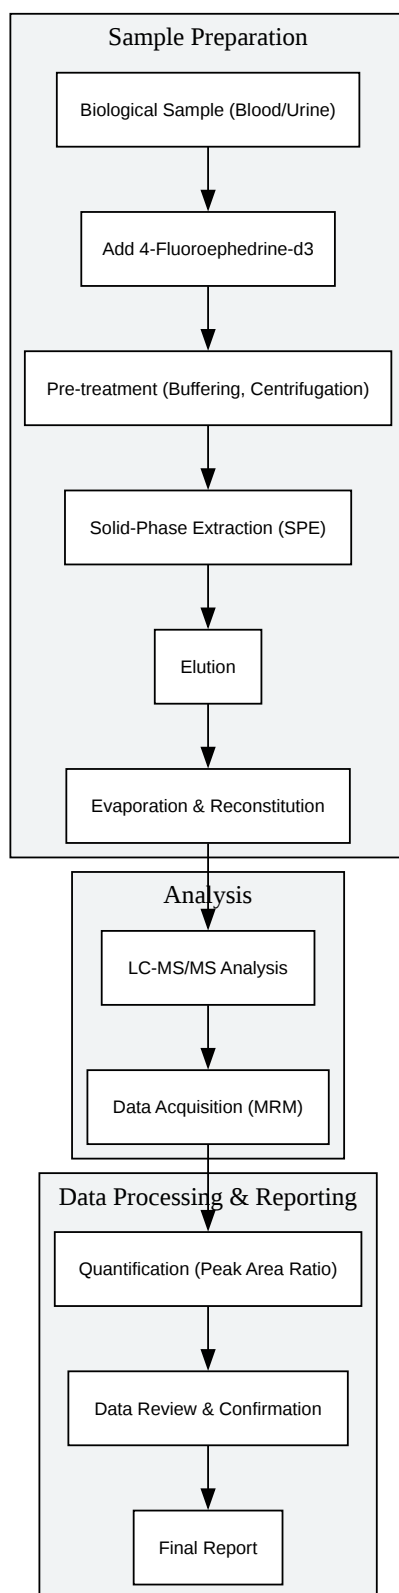 Sample Preparation
Biological Sample (Blood/Urine)
Add 4-Fluoroephedrine-d3
Pre-treatment (Buffering, Centrifugation)
Solid-Phase Extraction (SPE)
Elution
Evaporation & Reconstitution
Analysis
LC-MS/MS Analysis
Data Acquisition (MRM)
Data Processing & Reporting
Quantification (Peak Area Ratio)
Data Review & Confirmation
Final Report